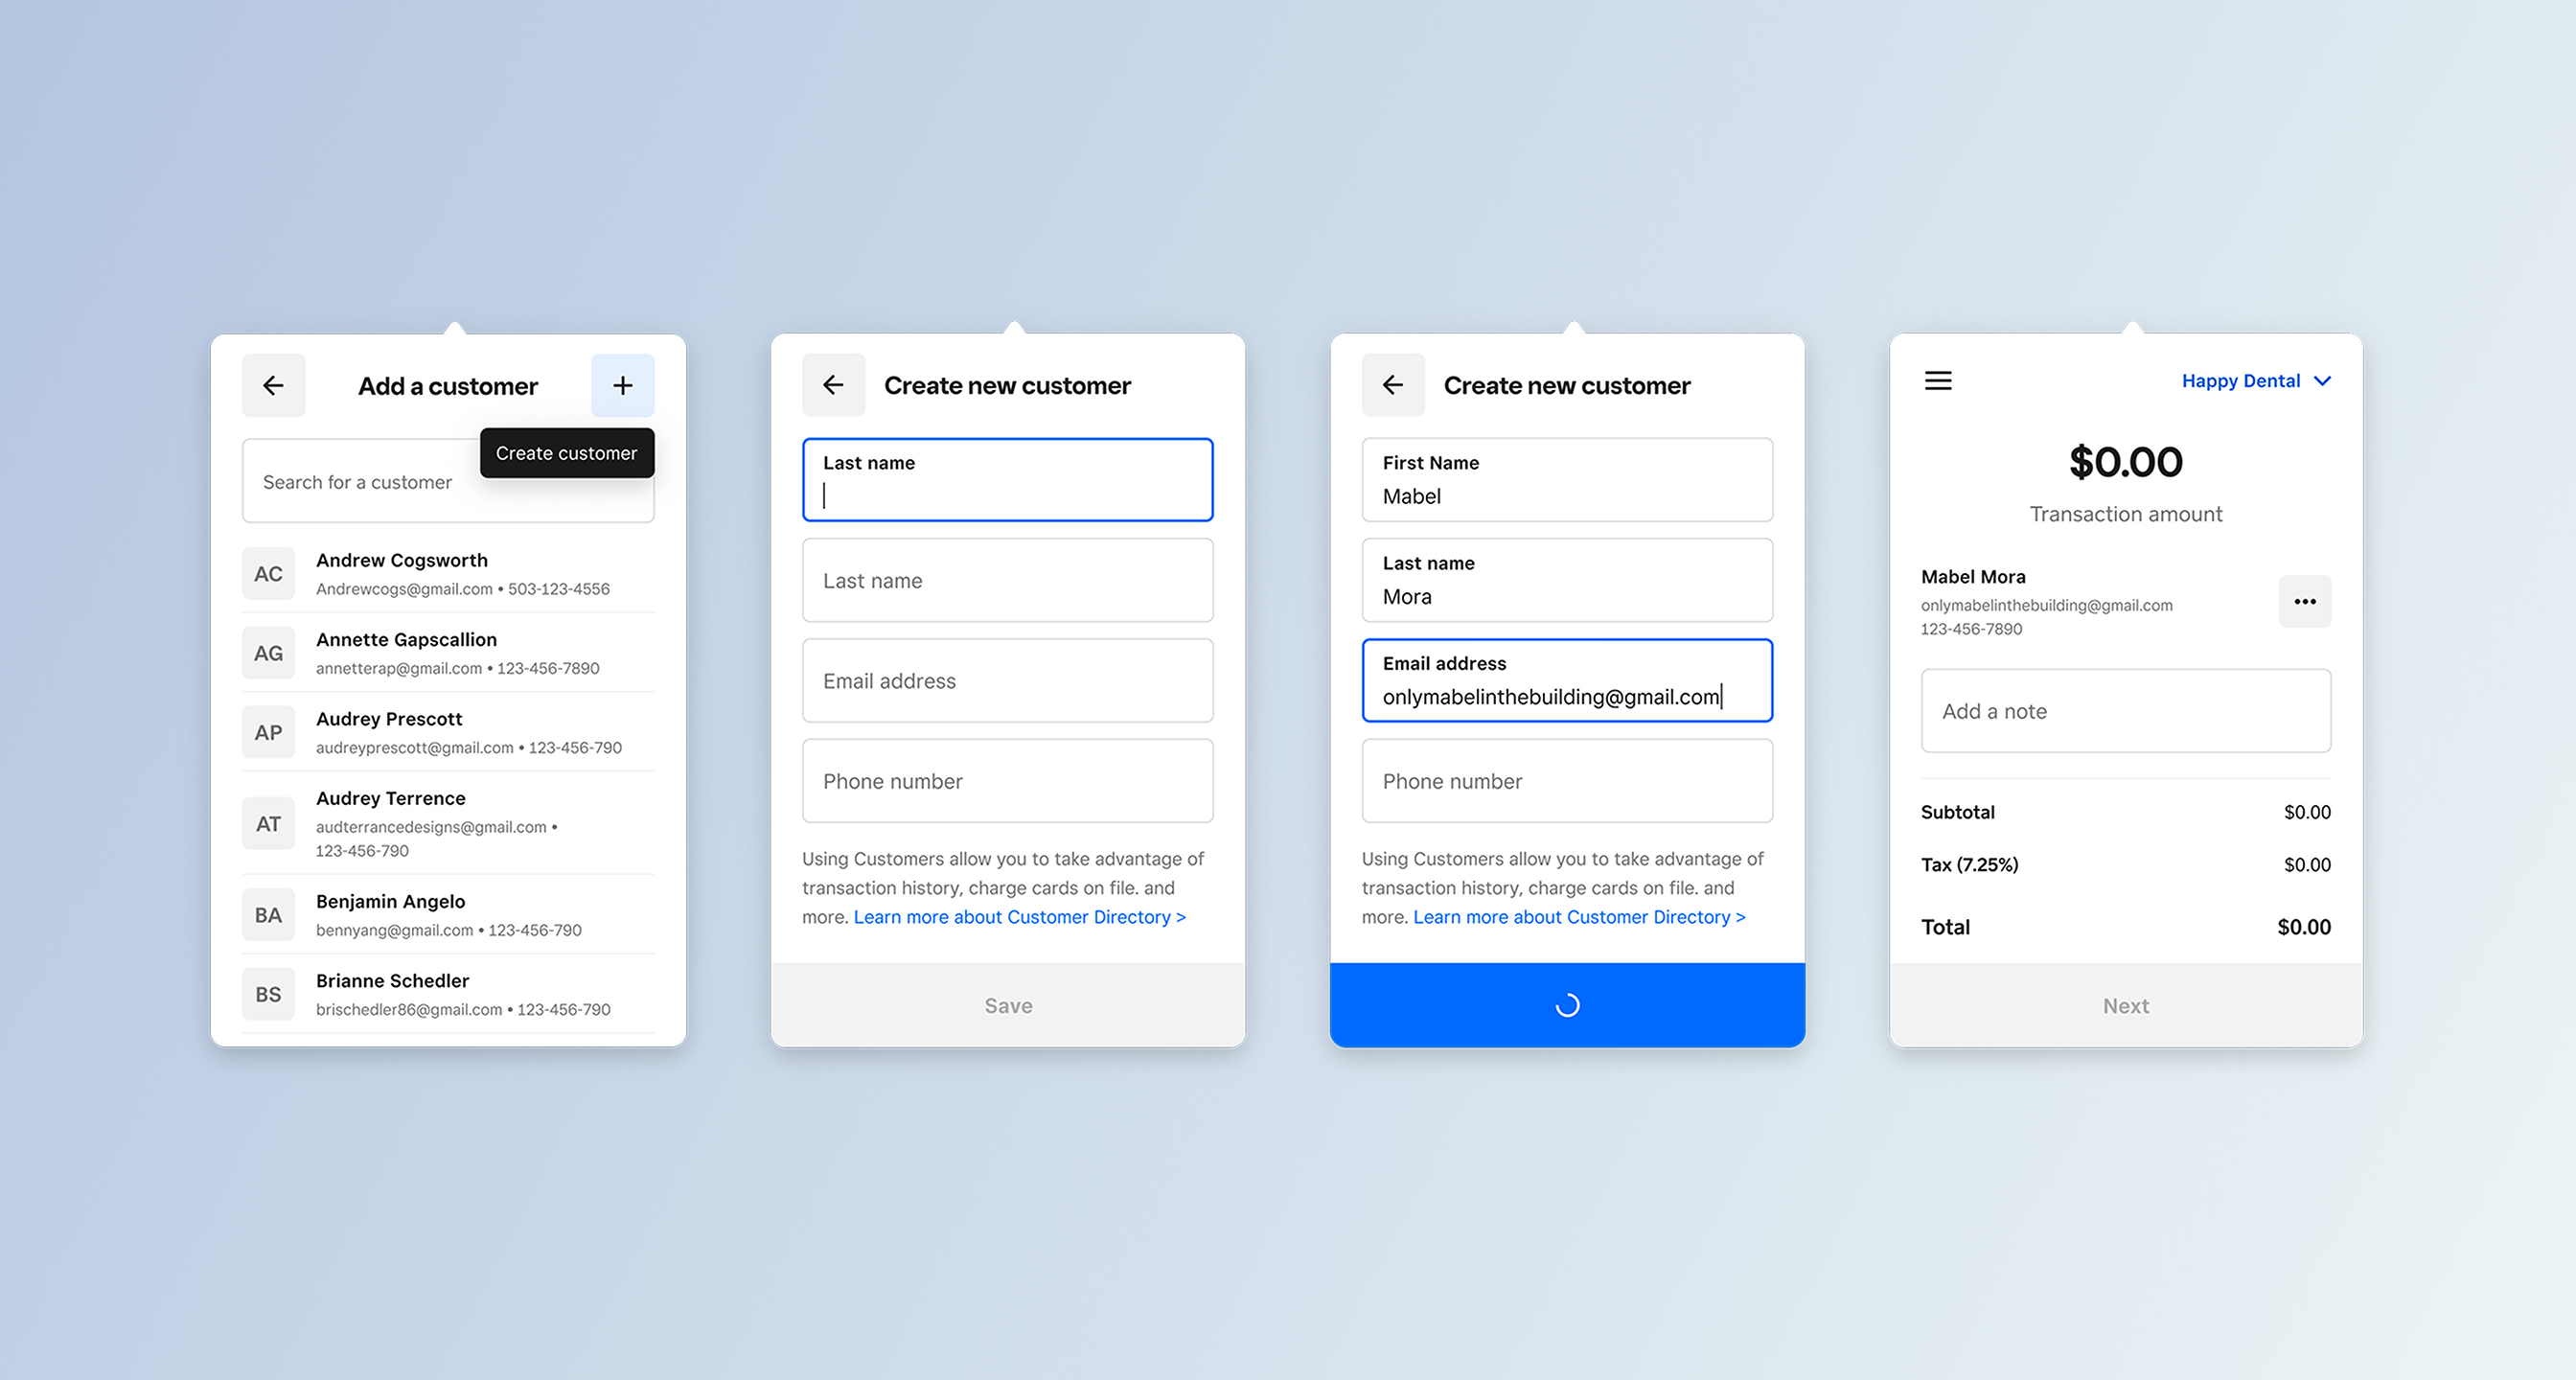 Add a customer
Create customer
Search for a customer
AC
Andrew Cogsworth
Andrewcogs@gmail.com • 503-123-4556
AG
Annette Gapscallion
annetterap@gmail.com • 123-456-7890
AP
Audrey Prescott
audreyprescott@gmail.com • 123-456-790
AT
Audrey Terrence
audterrancedesigns@gmail.com •
123-456-790
BA
Benjamin Angelo
bennyang@gmail.com • 123-456-790
BS
Brianne Schedler
brischedler86@gmail.com • 123-456-790
Create new customer
Last name
Last name
Email address
Phone number
Using Customers allow you to take advantage of
transaction history, charge cards on file. and
more. Learn more about Customer Directory >
Save
Create new customer
First Name
Mabel
Last name
Mora
Email address
onlymabelinthebuilding@gmail.com
Phone number
Using Customers allow you to take advantage of
transaction history, charge cards on file. and
more. Learn more about Customer Directory >
Happy Dental
$0.00
Transaction amount
Mabel Mora
onlymabelinthebuilding@gmail.com
123-456-7890
Add a note
Subtotal $0.00
Tax (7.25%) $0.00
Total $0.00
Next